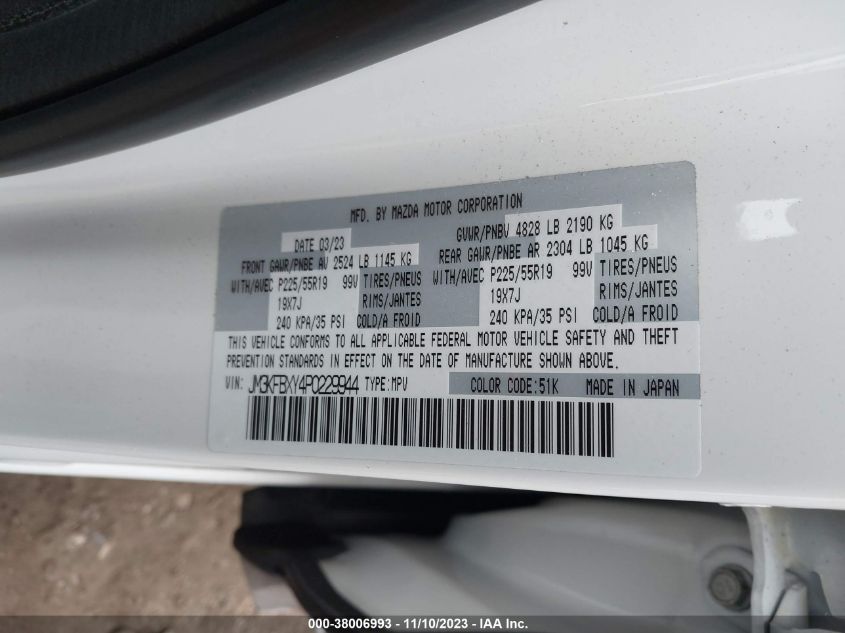 MFD. BY MAZDA MOTOR CORPORATION
DATE 03/23 GVWR/PNBV 4828 LB 2190 KG
FRONT GAWR/PNBE AV 2524 LB 1145 KG REAR GAWR/PNBE AR 2304 LB 1045 KG
WITH/AVEC P225/55R19 99V TIRES/PNEUS WITH/AVEC P225/55R19 99V TIRES/PNEUS
19X7J RIMS/JANTES 19X7J RIMS/JANTES
240 KPA/35 PSI COLD/A FROID 240 KPA/35 PSI COLD/A FROID
THIS VEHICLE CONFORMS TO ALL APPLICABLE FEDERAL MOTOR VEHICLE SAFETY AND THEFT
PREVENTION STANDARDS IN EFFECT ON THE DATE OF MANUFACTURE SHOWN ABOVE.
VIN: JM3KFBXY4P0229944 TYPE:MPV COLOR CODE:51K MADE IN JAPAN
000-38006993 - 11/10/2023 - IAA Inc.